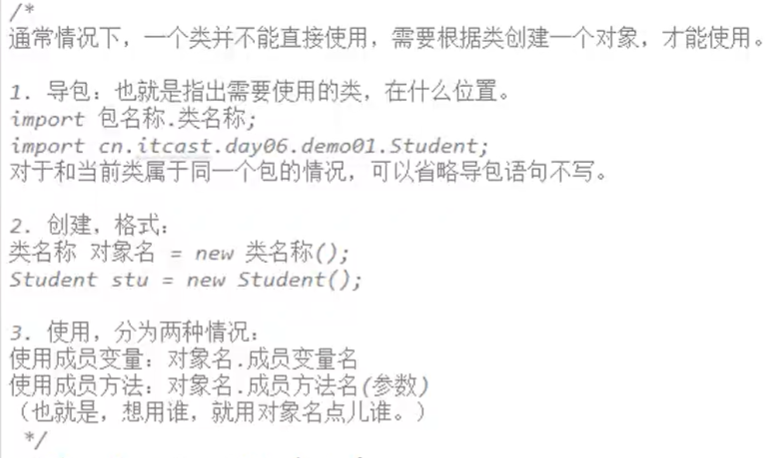 /*
通常情况下，一个类并不能直接使用，需要根据类创建一个对象，才能使用。
1. 导包：也就是指出需要使用的类，在什么位置。
import 包名称.类名称;
import cn.itcast.day06.demo01.Student;
对于和当前类属于同一个包的情况，可以省略导包语句不写。
2. 创建，格式：
类名称 对象名 = new 类名称();
Student stu = new Student();
3. 使用，分为两种情况：
使用成员变量：对象名.成员变量名
使用成员方法：对象名.成员方法名(参数)
（也就是，想用谁，就用对象名点儿谁。）
*/